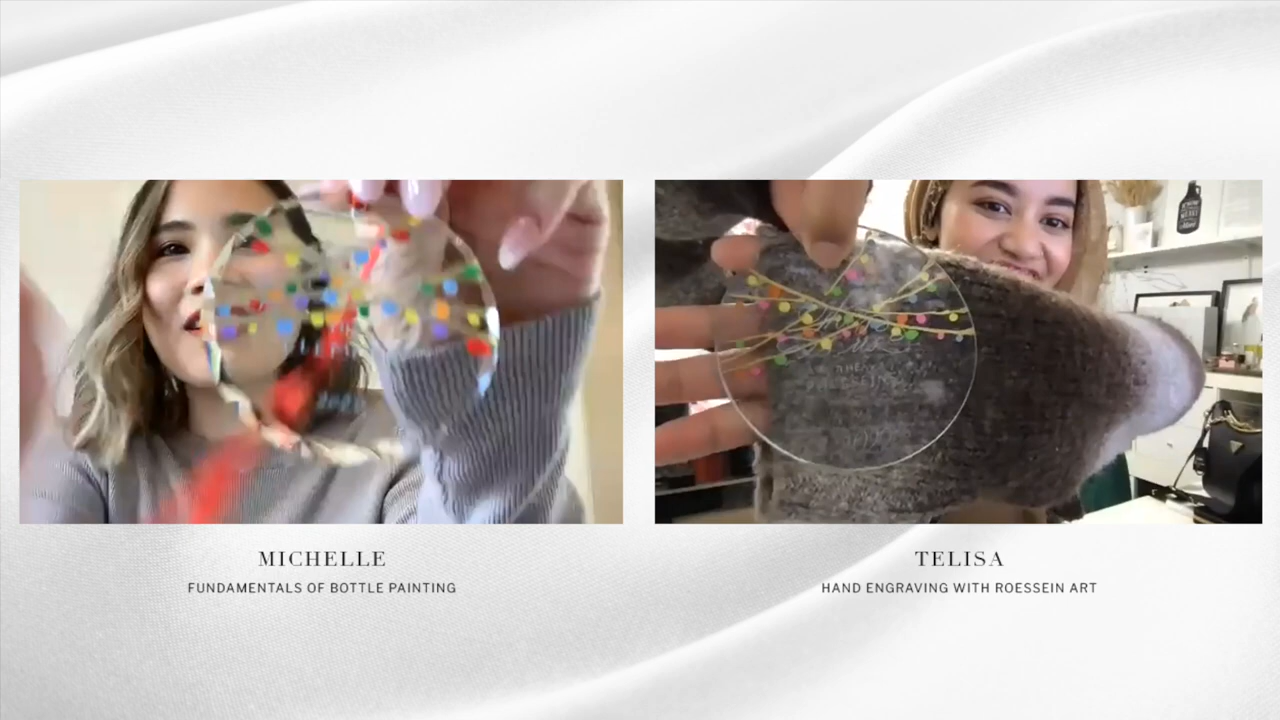 MICHELLE
FUNDAMENTALS OF BOTTLE PAINTING
TELISA
HAND ENGRAVING WITH ROESSEIN ART